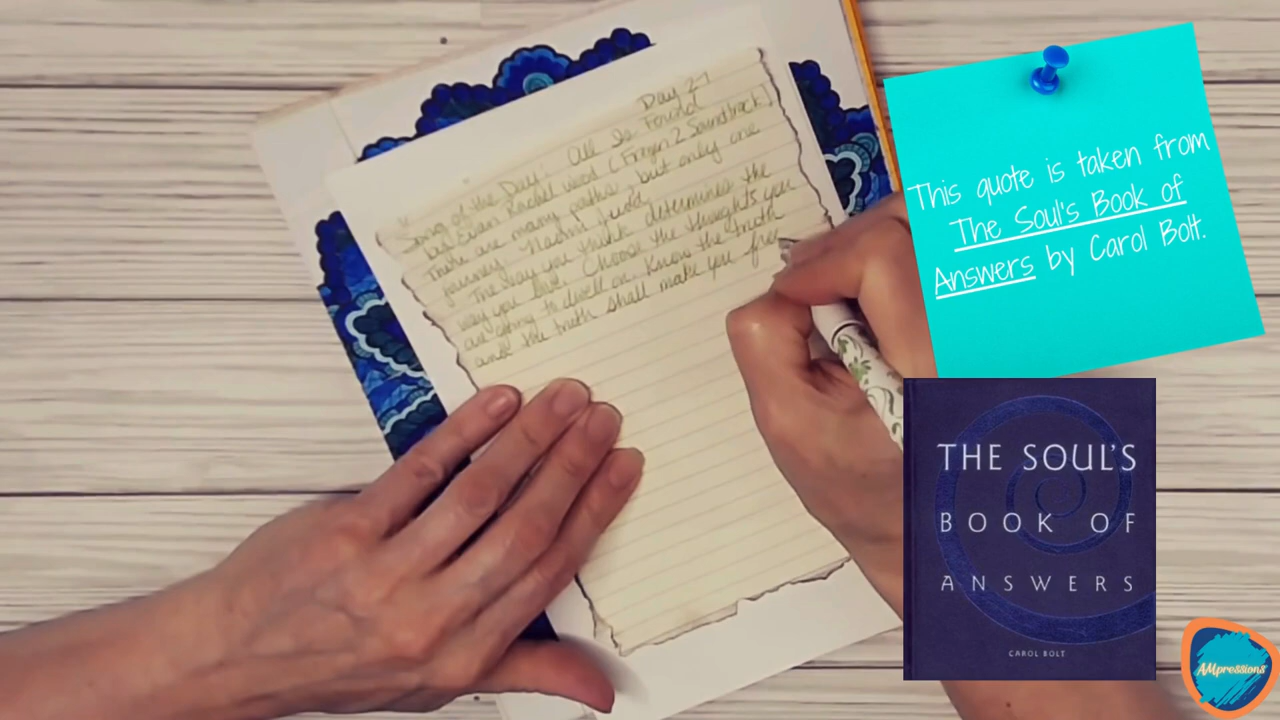 Day 27
Song of the Day: All Is Found
by Evan Rachel Wood (Frozen 2 Soundtrack)
There are many paths, but only one
journey. Naomi Judd
The way you think determines the
way you live. Choose the thoughts you
are going to dwell on. Know the truth
and the truth shall make you free
This quote is taken from
The Soul's Book of
Answers by Carol Bolt.
THE SOUL'S
BOOK OF
ANSWERS
CAROL BOLT
AMpressions